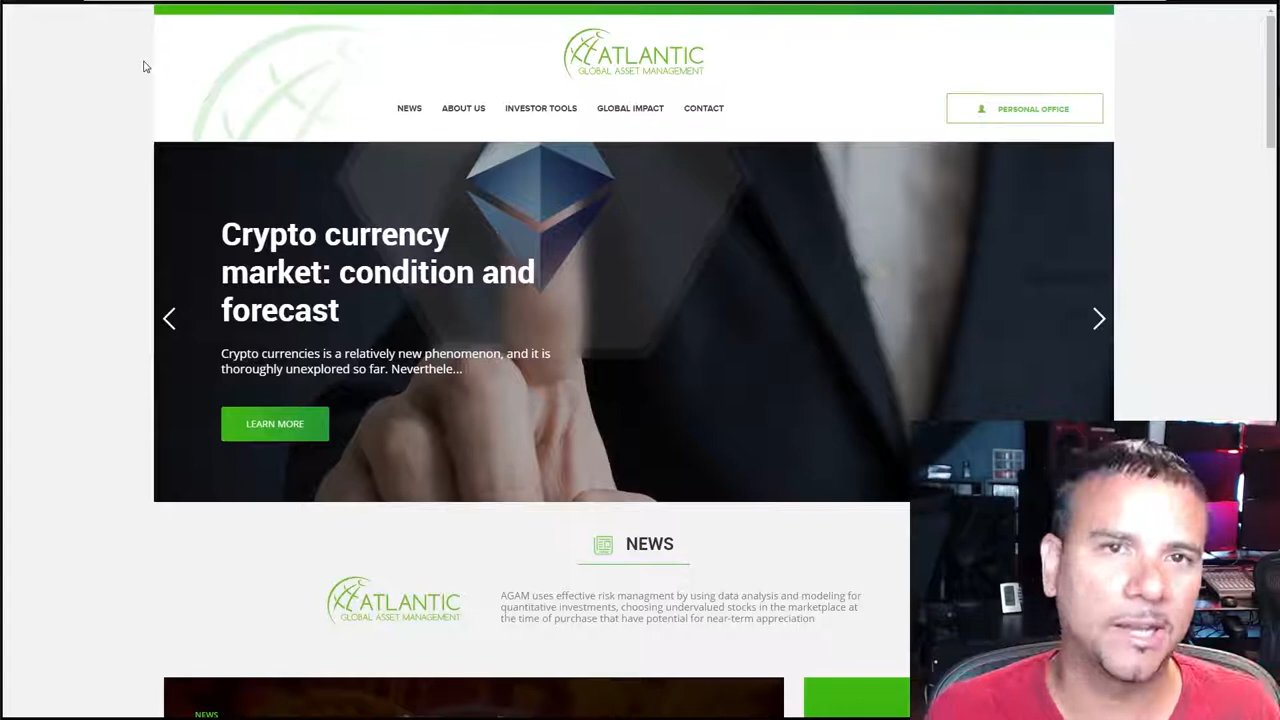 ATLANTIC
GLOBAL ASSET MANAGEMENT
NEWS ABOUT US INVESTOR TOOLS GLOBAL IMPACT CONTACT
PERSONAL OFFICE
Crypto currency
market: condition and
forecast
Crypto currencies is a relatively new phenomenon, and it is
thoroughly unexplored so far. Neverthele...
LEARN MORE
NEWS
ATLANTIC
GLOBAL ASSET MANAGEMENT
AGAM uses effective risk managment by using data analysis and modeling for
quantitative investments, choosing undervalued stocks in the marketplace at
the time of purchase that have potential for near-term appreciation
NEWS